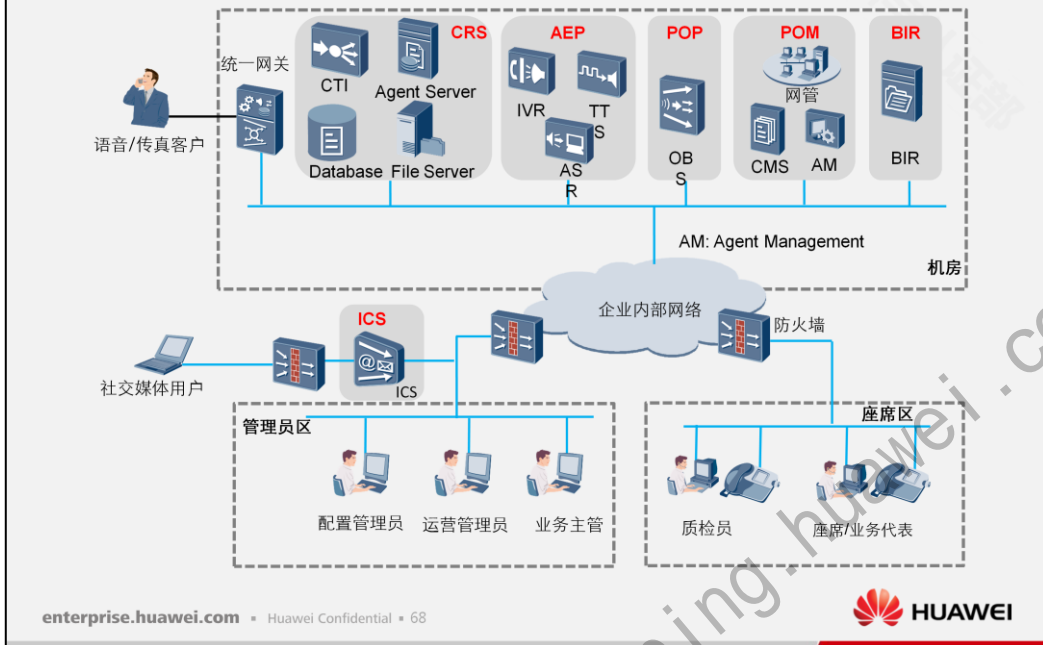 CRS
AEP
POP
POM
BIR
统一网关
CTI
Agent Server
IVR
TT
S
网管
语音/传真客户
Database
File Server
AS
R
OB
S
CMS
AM
BIR
AM: Agent Management
机房
企业内部网络
ICS
防火墙
社交媒体用户
ICS
管理员区
座席区
配置管理员
运营管理员
业务主管
质检员
座席/业务代表
enterprise.huawei.com ▪ Huawei Confidential ▪ 68
HUAWEI
ing.huawei.co